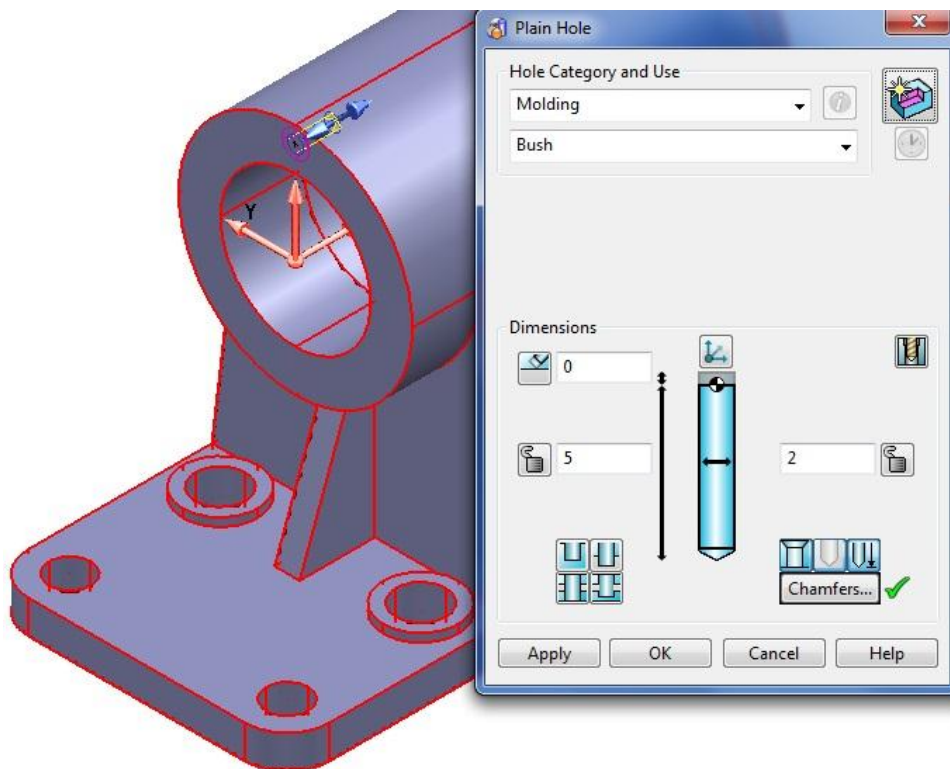 Plain Hole
Hole Category and Use
Molding
Bush
Y
Dimensions
0
5
2
Chamfers...
Apply
OK
Cancel
Help